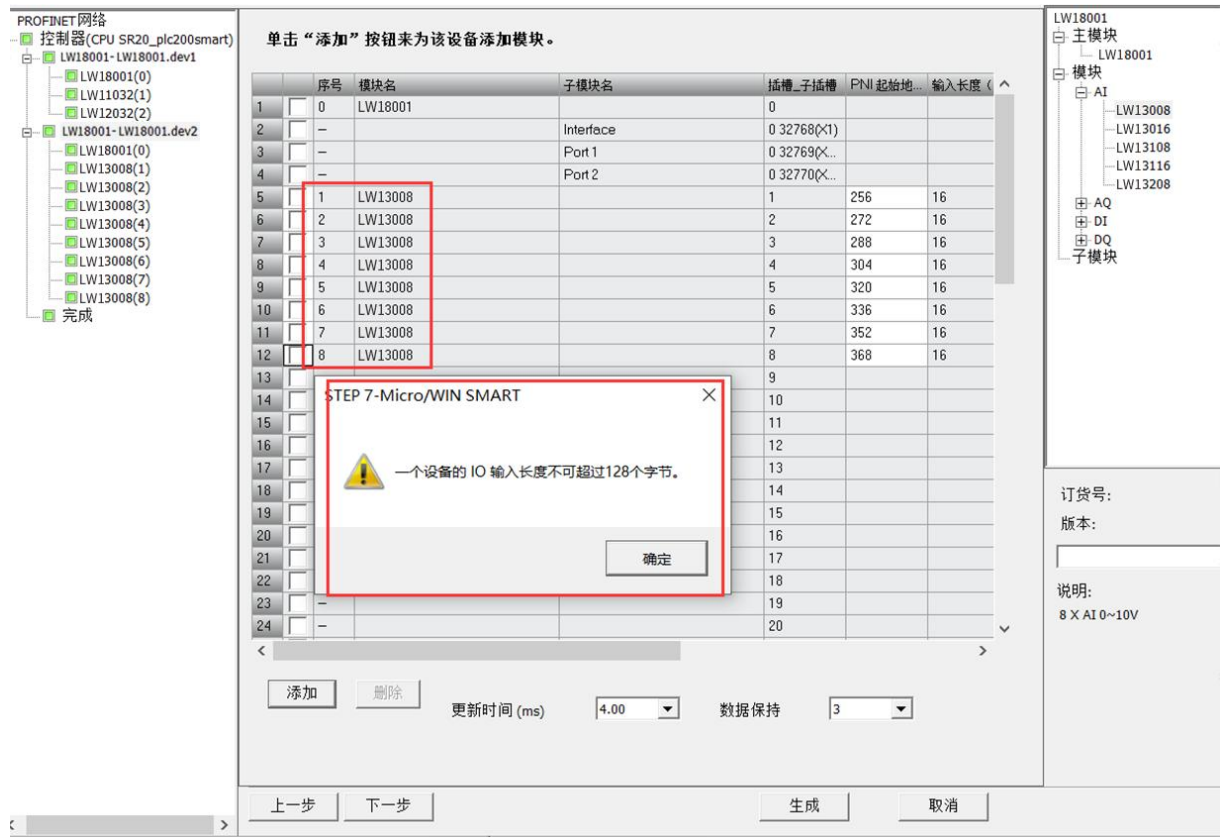 PROFINET网络
控制器(CPU SR20_plc200smart)
LW18001-LW18001.dev1
LW18001(0)
LW11032(1)
LW12032(2)
LW18001-LW18001.dev2
LW18001(0)
LW13008(1)
LW13008(2)
LW13008(3)
LW13008(4)
LW13008(5)
LW13008(6)
LW13008(7)
LW13008(8)
完成
单击“添加”按钮来为该设备添加模块。
序号 模块名 子模块名 插槽_子插槽 PNI 起始地... 输入长度（
1 0 LW18001 0
2 – Interface 0 32768(X1)
3 – Port 1 0 32769(X...
4 – Port 2 0 32770(X...
5 1 LW13008 1 256 16
6 2 LW13008 2 272 16
7 3 LW13008 3 288 16
8 4 LW13008 4 304 16
9 5 LW13008 5 320 16
10 6 LW13008 6 336 16
11 7 LW13008 7 352 16
12 8 LW13008 8 368 16
13 9
14 10
15 11
16 12
17 13
18 14
19 15
20 16
21 17
22 18
23 – 19
24 – 20
STEP 7-Micro/WIN SMART
一个设备的 IO 输入长度不可超过128个字节。
确定
添加 删除 更新时间 (ms) 4.00 数据保持 3
上一步 下一步 生成 取消
LW18001
主模块
LW18001
模块
AI
LW13008
LW13016
LW13108
LW13116
LW13208
AQ
DI
DQ
子模块
订货号:
版本:
说明:
8 X AI 0~10V